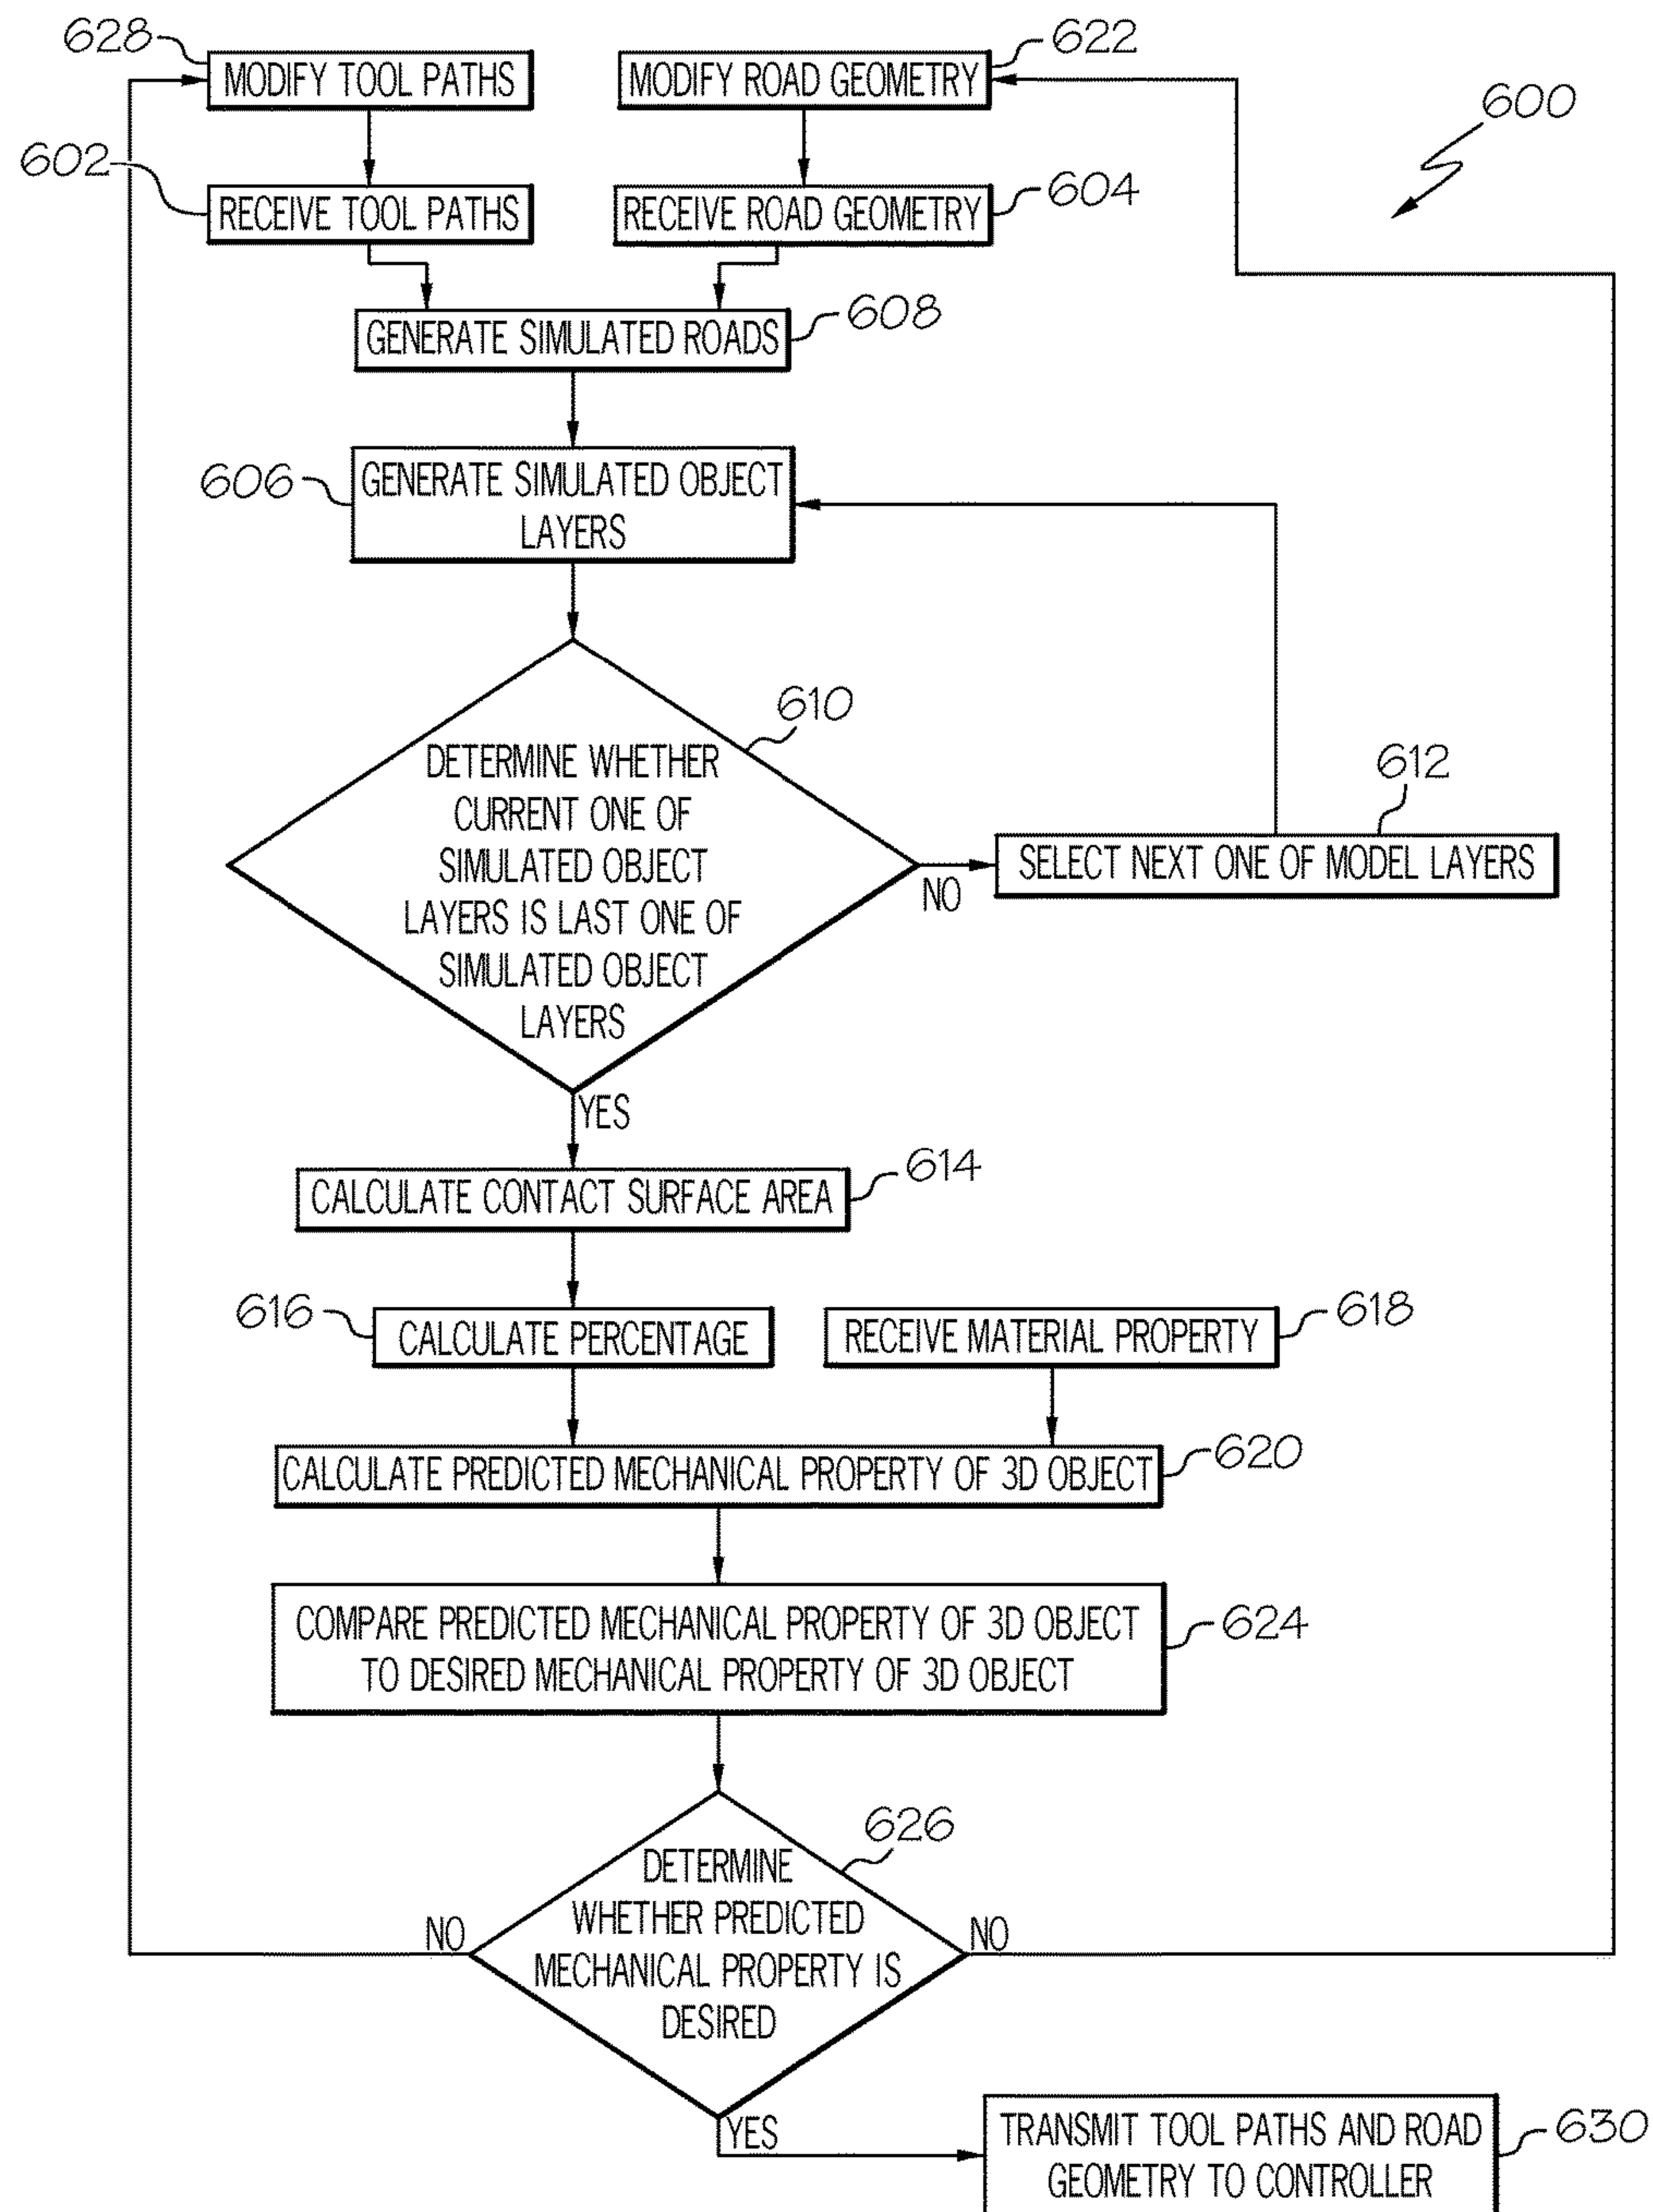 628
MODIFY TOOL PATHS
MODIFY ROAD GEOMETRY
622
600
602
RECEIVE TOOL PATHS
RECEIVE ROAD GEOMETRY
604
GENERATE SIMULATED ROADS
608
606
GENERATE SIMULATED OBJECT
LAYERS
610
DETERMINE WHETHER
CURRENT ONE OF
SIMULATED OBJECT
LAYERS IS LAST ONE OF
SIMULATED OBJECT
LAYERS
NO
612
SELECT NEXT ONE OF MODEL LAYERS
YES
614
CALCULATE CONTACT SURFACE AREA
616
CALCULATE PERCENTAGE
RECEIVE MATERIAL PROPERTY
618
CALCULATE PREDICTED MECHANICAL PROPERTY OF 3D OBJECT
620
COMPARE PREDICTED MECHANICAL PROPERTY OF 3D OBJECT
TO DESIRED MECHANICAL PROPERTY OF 3D OBJECT
624
626
DETERMINE
WHETHER PREDICTED
MECHANICAL PROPERTY IS
DESIRED
NO
NO
YES
TRANSMIT TOOL PATHS AND ROAD
GEOMETRY TO CONTROLLER
630